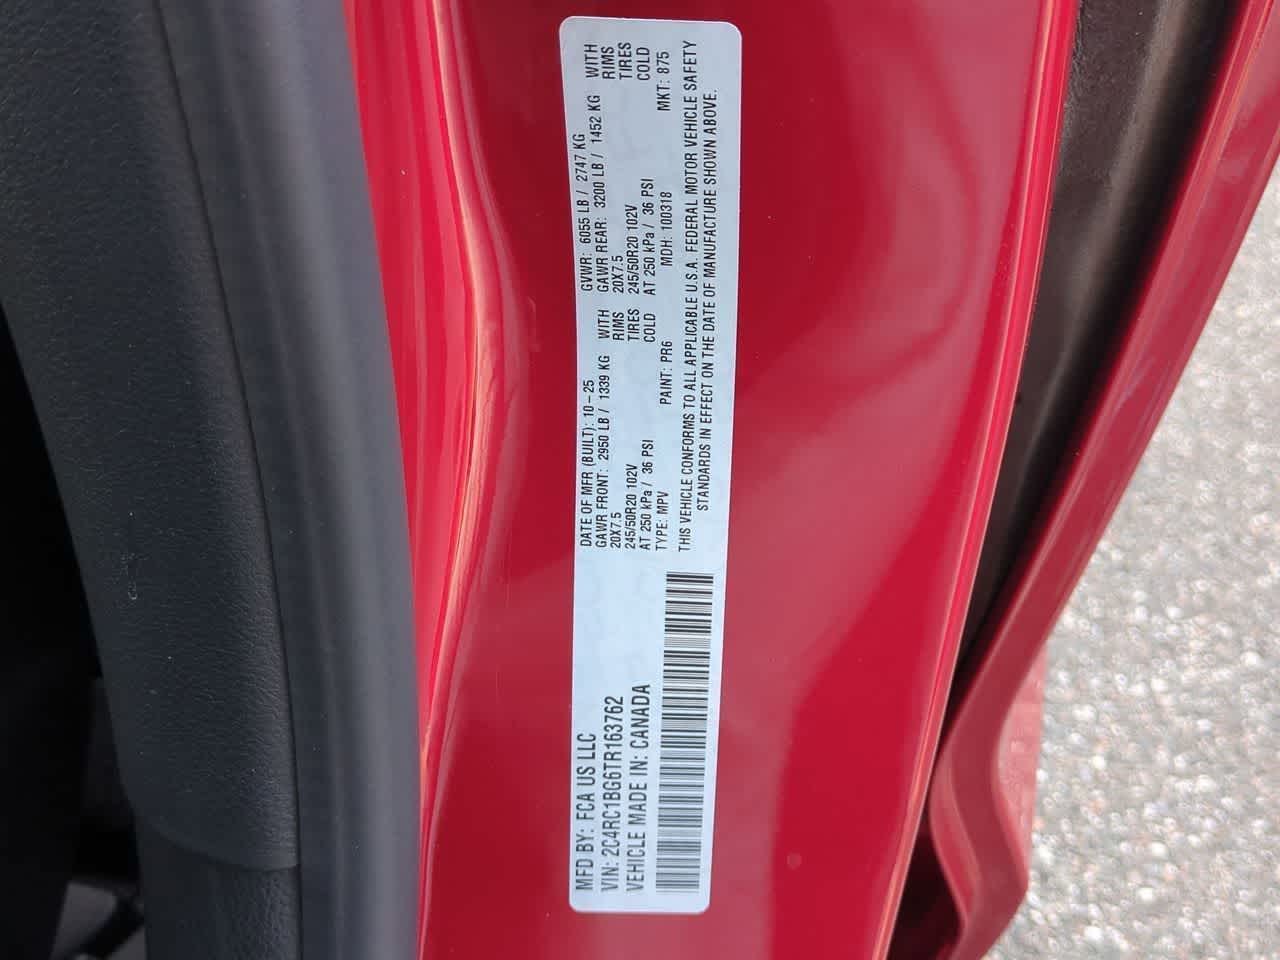 MFD BY: FCA US LLC
VIN: 2C4RC1BG6TR163762
VEHICLE MADE IN: CANADA
DATE OF MFR (BUILT): 10-25 GVWR: 6055 LB / 2747 KG
GAWR FRONT: 2950 LB / 1339 KG WITH GAWR REAR: 3200 LB / 1452 KG WITH
20X7.5 RIMS 20X7.5 RIMS
245/50R20 102V TIRES 245/50R20 102V TIRES
AT 250 kPa / 36 PSI COLD AT 250 kPa / 36 PSI COLD
TYPE: MPV PAINT: PR6 MDH: 100318 MKT: 875
THIS VEHICLE CONFORMS TO ALL APPLICABLE U.S.A. FEDERAL MOTOR VEHICLE SAFETY
STANDARDS IN EFFECT ON THE DATE OF MANUFACTURE SHOWN ABOVE.